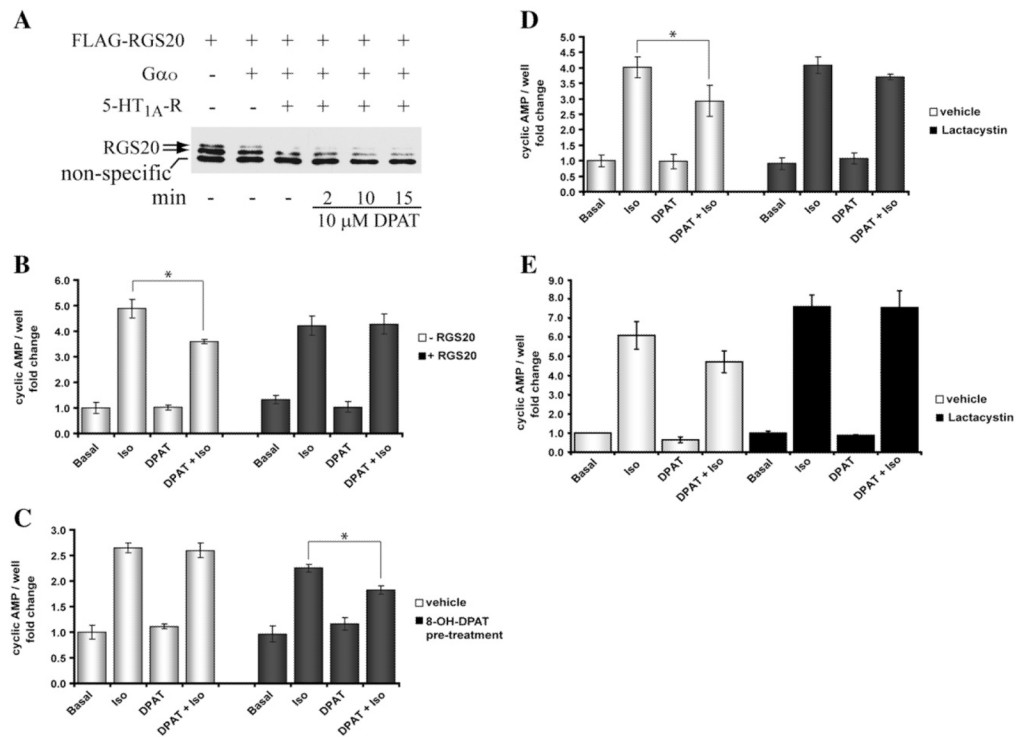 A
FLAG-RGS20 + + + + + +
Gαo - + + + + +
5-HT1A-R - - + + + +
RGS20
non-specific
min - - - 2 10 15
10 µM DPAT
B
cyclic AMP / well
fold change
6.0
5.0
4.0
3.0
2.0
1.0
0.0
*
Basal Iso DPAT DPAT + Iso Basal Iso DPAT DPAT + Iso
- RGS20
+ RGS20
C
cyclic AMP / well
fold change
3.0
2.5
2.0
1.5
1.0
0.5
0.0
*
Basal Iso DPAT DPAT + Iso Basal Iso DPAT DPAT + Iso
vehicle
8-OH-DPAT
pre-treatment
D
cyclic AMP / well
fold change
5.0
4.5
4.0
3.5
3.0
2.5
2.0
1.5
1.0
0.5
0.0
*
Basal Iso DPAT DPAT + Iso Basal Iso DPAT DPAT + Iso
vehicle
Lactacystin
E
cyclic AMP / well
fold change
9.0
8.0
7.0
6.0
5.0
4.0
3.0
2.0
1.0
0.0
Basal Iso DPAT DPAT + Iso Basal Iso DPAT DPAT + Iso
vehicle
Lactacystin